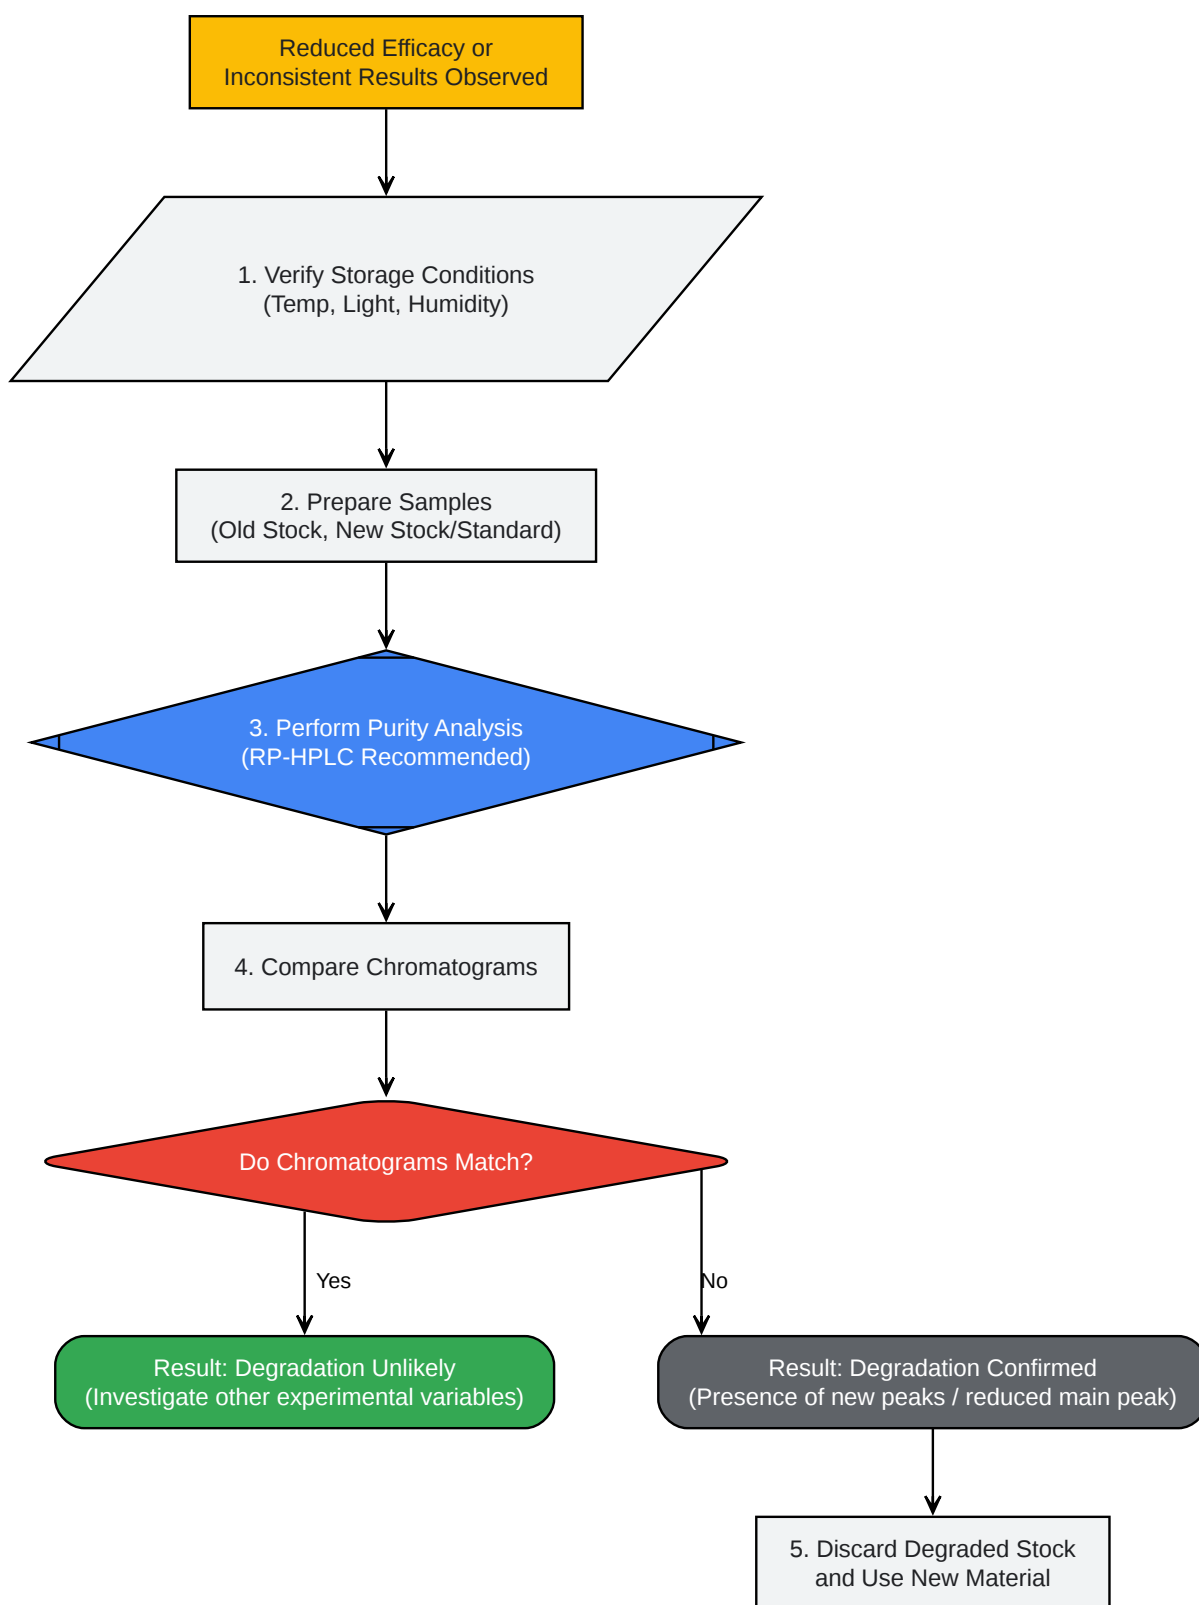 Reduced Efficacy or
Inconsistent Results Observed
1. Verify Storage Conditions
(Temp, Light, Humidity)
2. Prepare Samples
(Old Stock, New Stock/Standard)
3. Perform Purity Analysis
(RP-HPLC Recommended)
4. Compare Chromatograms
Do Chromatograms Match?
Yes
No
Result: Degradation Unlikely
(Investigate other experimental variables)
Result: Degradation Confirmed
(Presence of new peaks / reduced main peak)
5. Discard Degraded Stock
and Use New Material